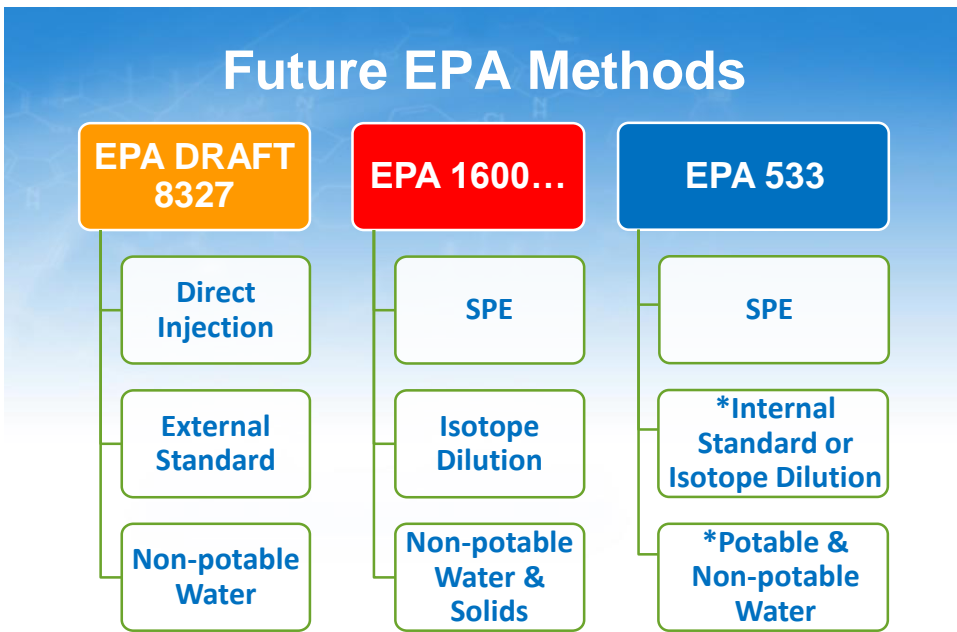 Future EPA Methods
EPA DRAFT
8327
Direct
Injection
External
Standard
Non-potable
Water
EPA 1600…
SPE
Isotope
Dilution
Non-potable
Water &
Solids
EPA 533
SPE
*Internal
Standard or
Isotope Dilution
*Potable &
Non-potable
Water